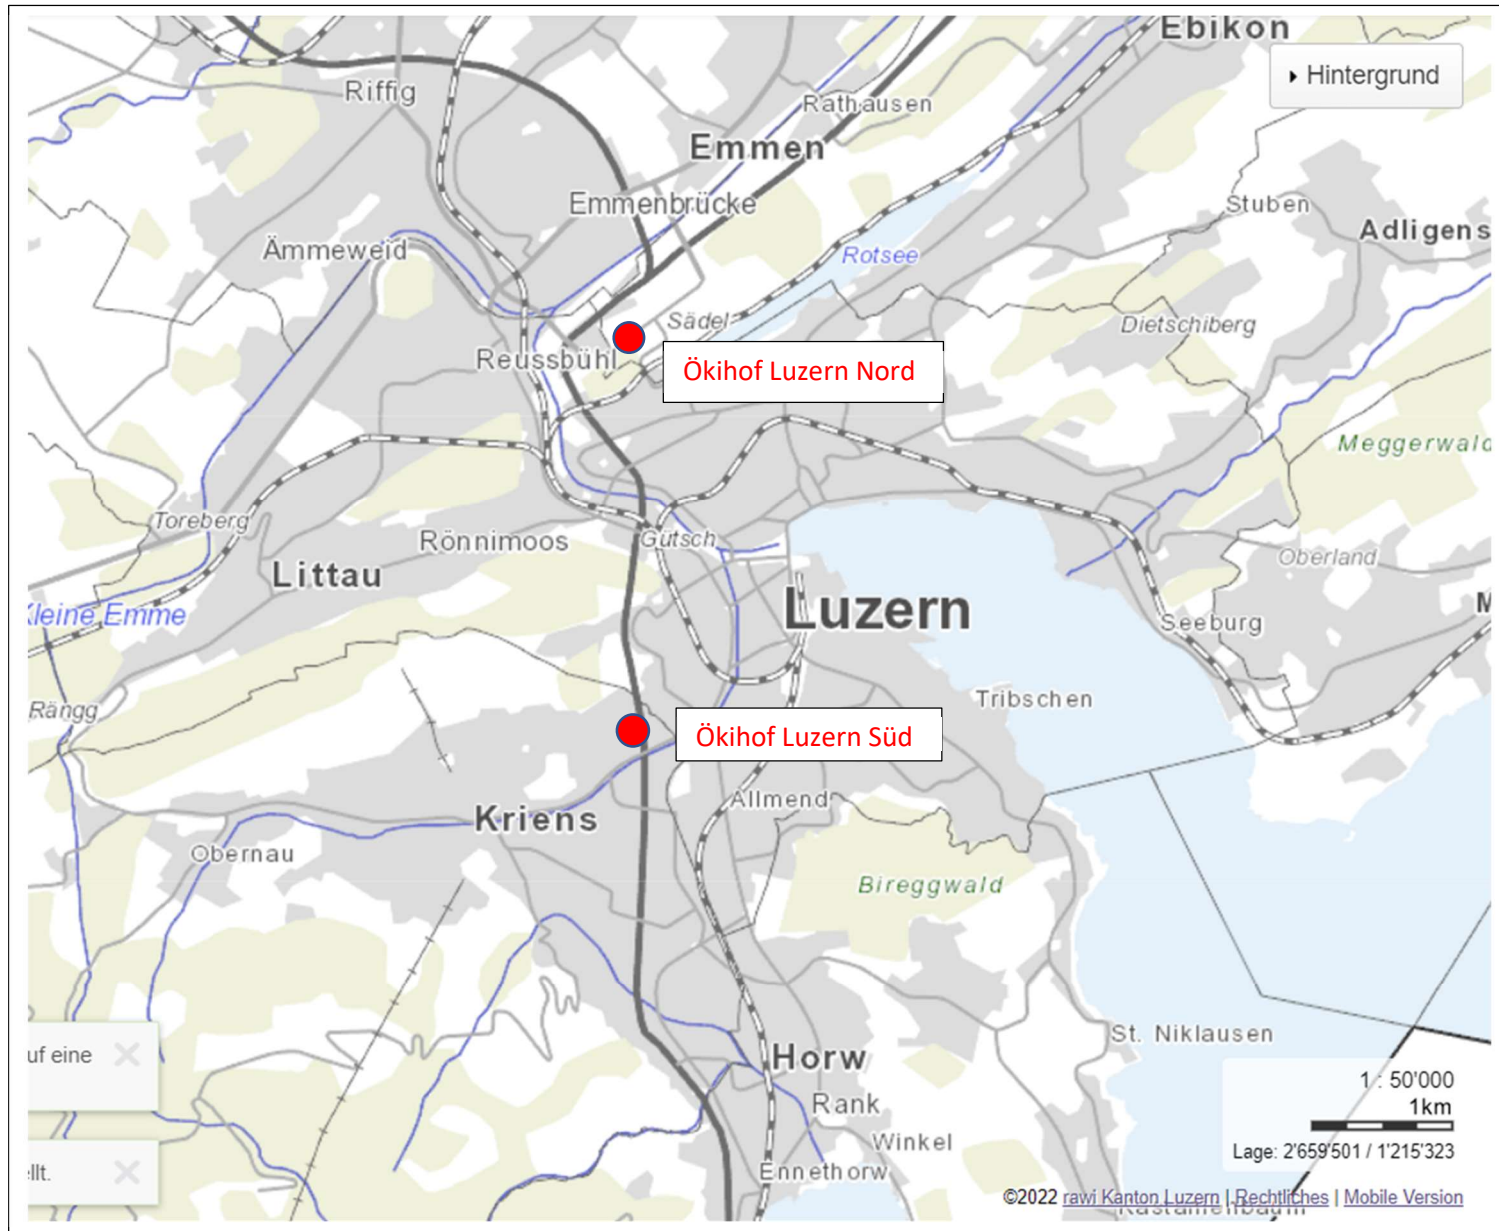 Ebikon
Hintergrund
Riffig
Rathausen
Emmen
Emmenbrücke
Stuben
Adligens
Ämmeweid
Rotsee
Sädel
Dietschiberg
Reussbühl
Ökihof Luzern Nord
Meggerwald
Toreberg
Rönnimoos
Gütsch
Oberland
Littau
Luzern
Kleine Emme
M
Seeburg
Tribschen
Rängg
Ökihof Luzern Süd
Allmend
Kriens
Obernau
Bireggwald
St. Niklausen
uf eine
Horw
1 : 50'000
1km
Rank
Winkel
Lage: 2'659'501 / 1'215'323
llt.
Ennethorw
©2022 rawi Kanton Luzern | Rechtliches | Mobile Version
Kastanienbaum